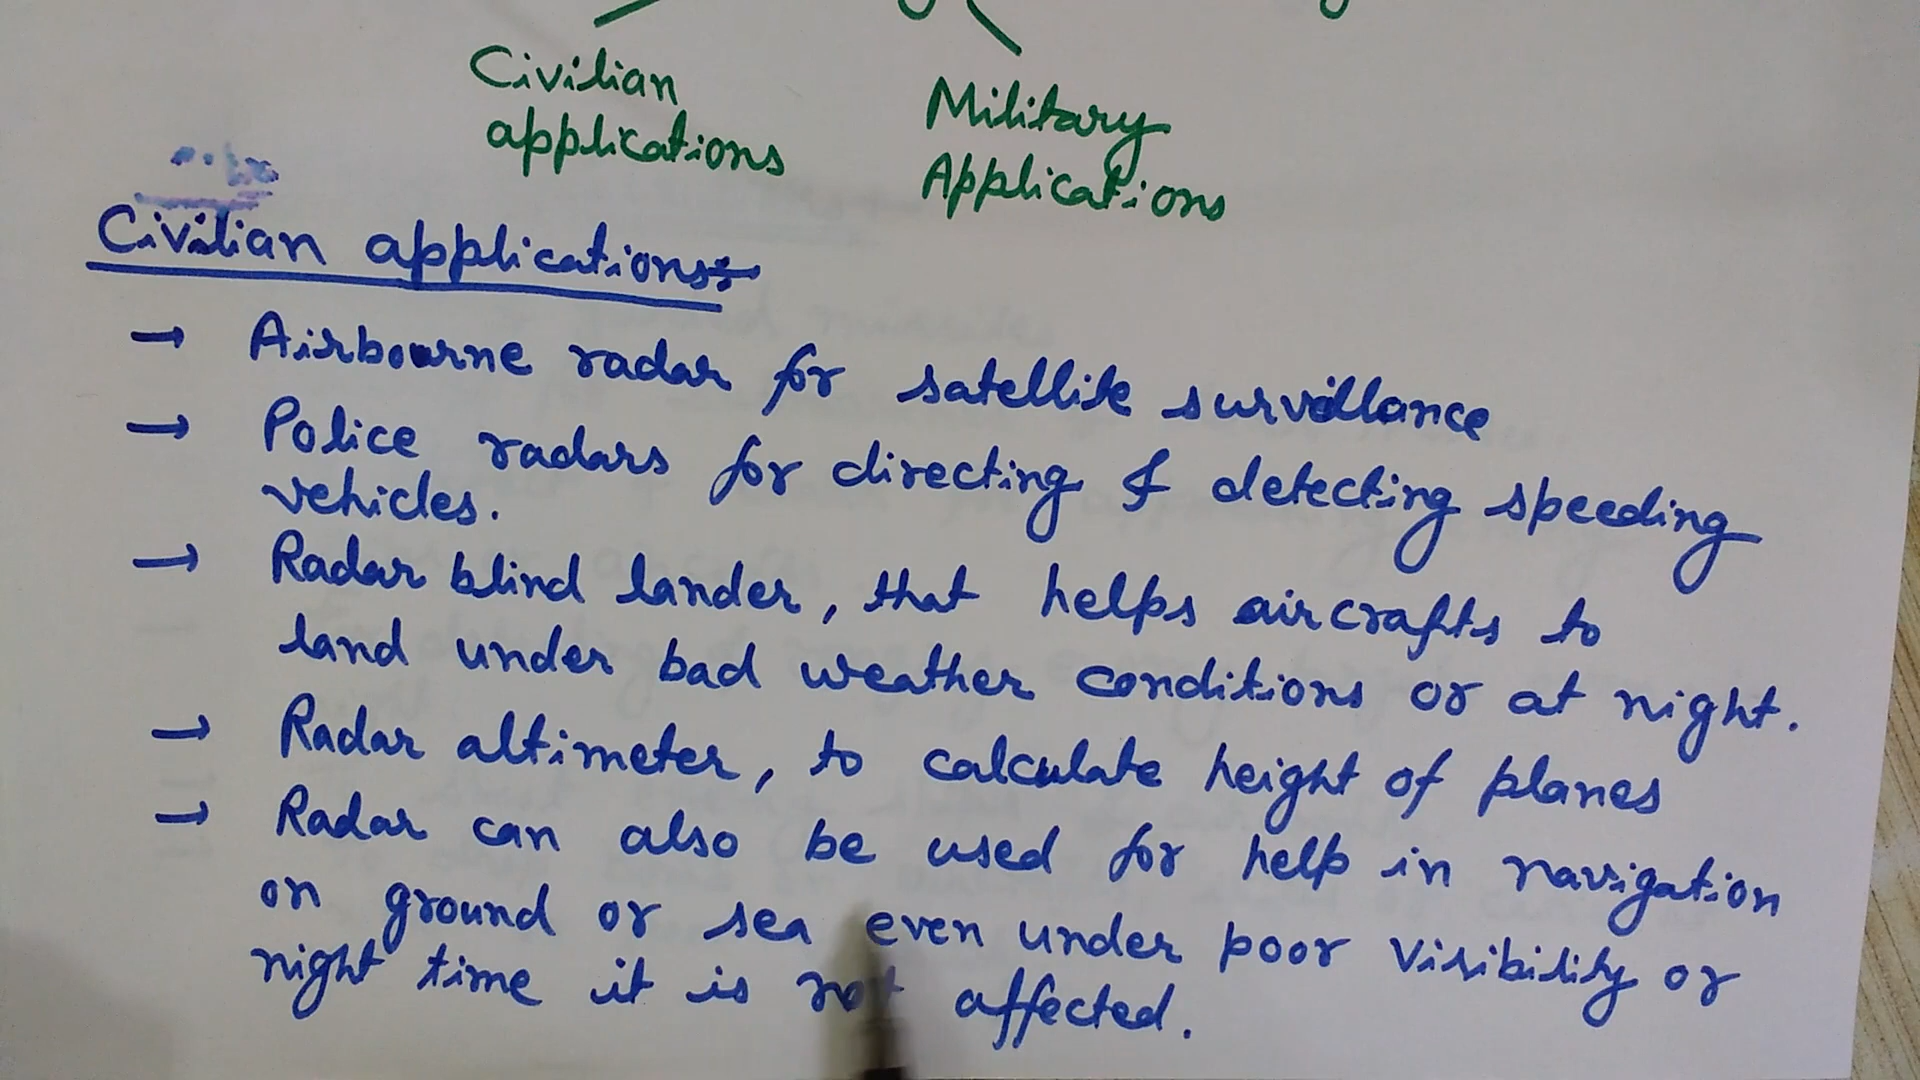 Civilian
applications
Military
Applications
Civilian applications:-
→ Airbourne radar for satellite survillance
→ Police radars for directing & detecting speeding
vehicles.
→ Radar blind lander, that helps aircrafts to
land under bad weather conditions or at night.
→ Radar altimeter, to calculate height of planes
→ Radar can also be used for help in navigation
on ground or sea even under poor visibility or
night time it is not affected.